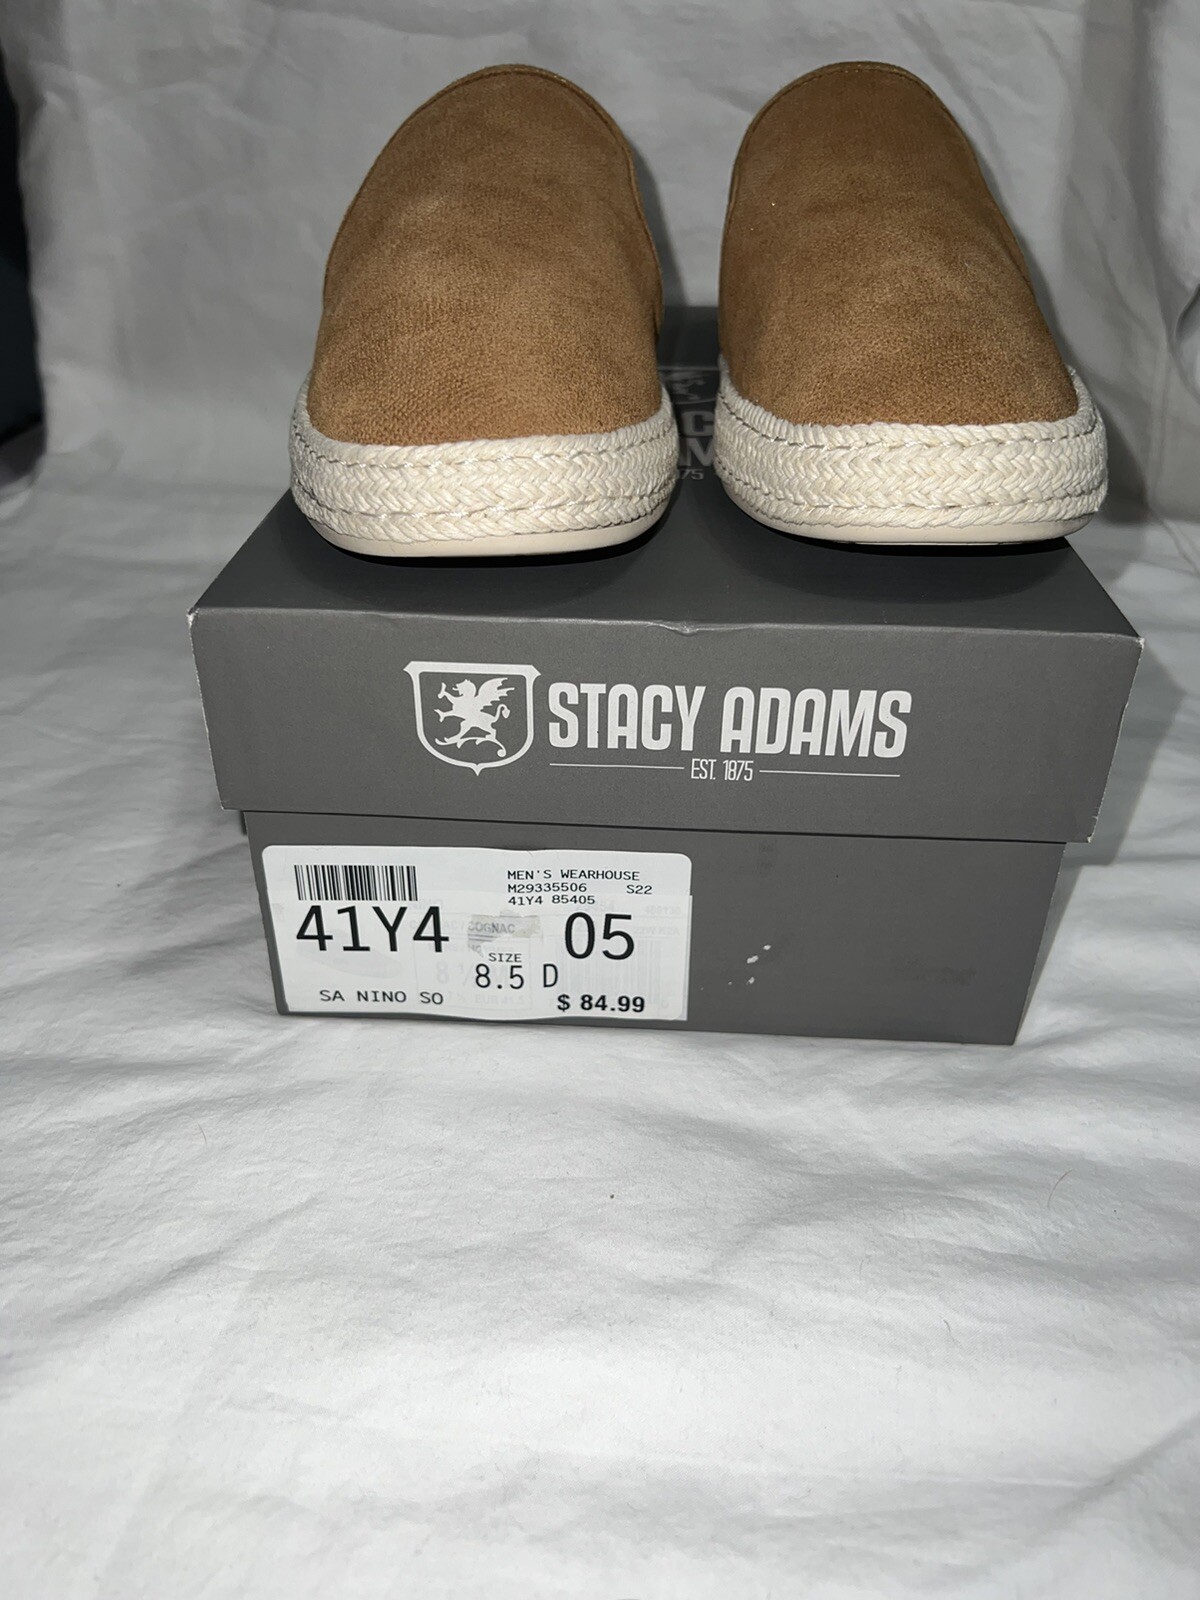 STACY ADAMS
EST. 1875
MEN'S WEARHOUSE
M29335506 S22
41Y4 85405
41Y4 COGNAC 05
SIZE
8.5 D
SA NINO SO $ 84.99